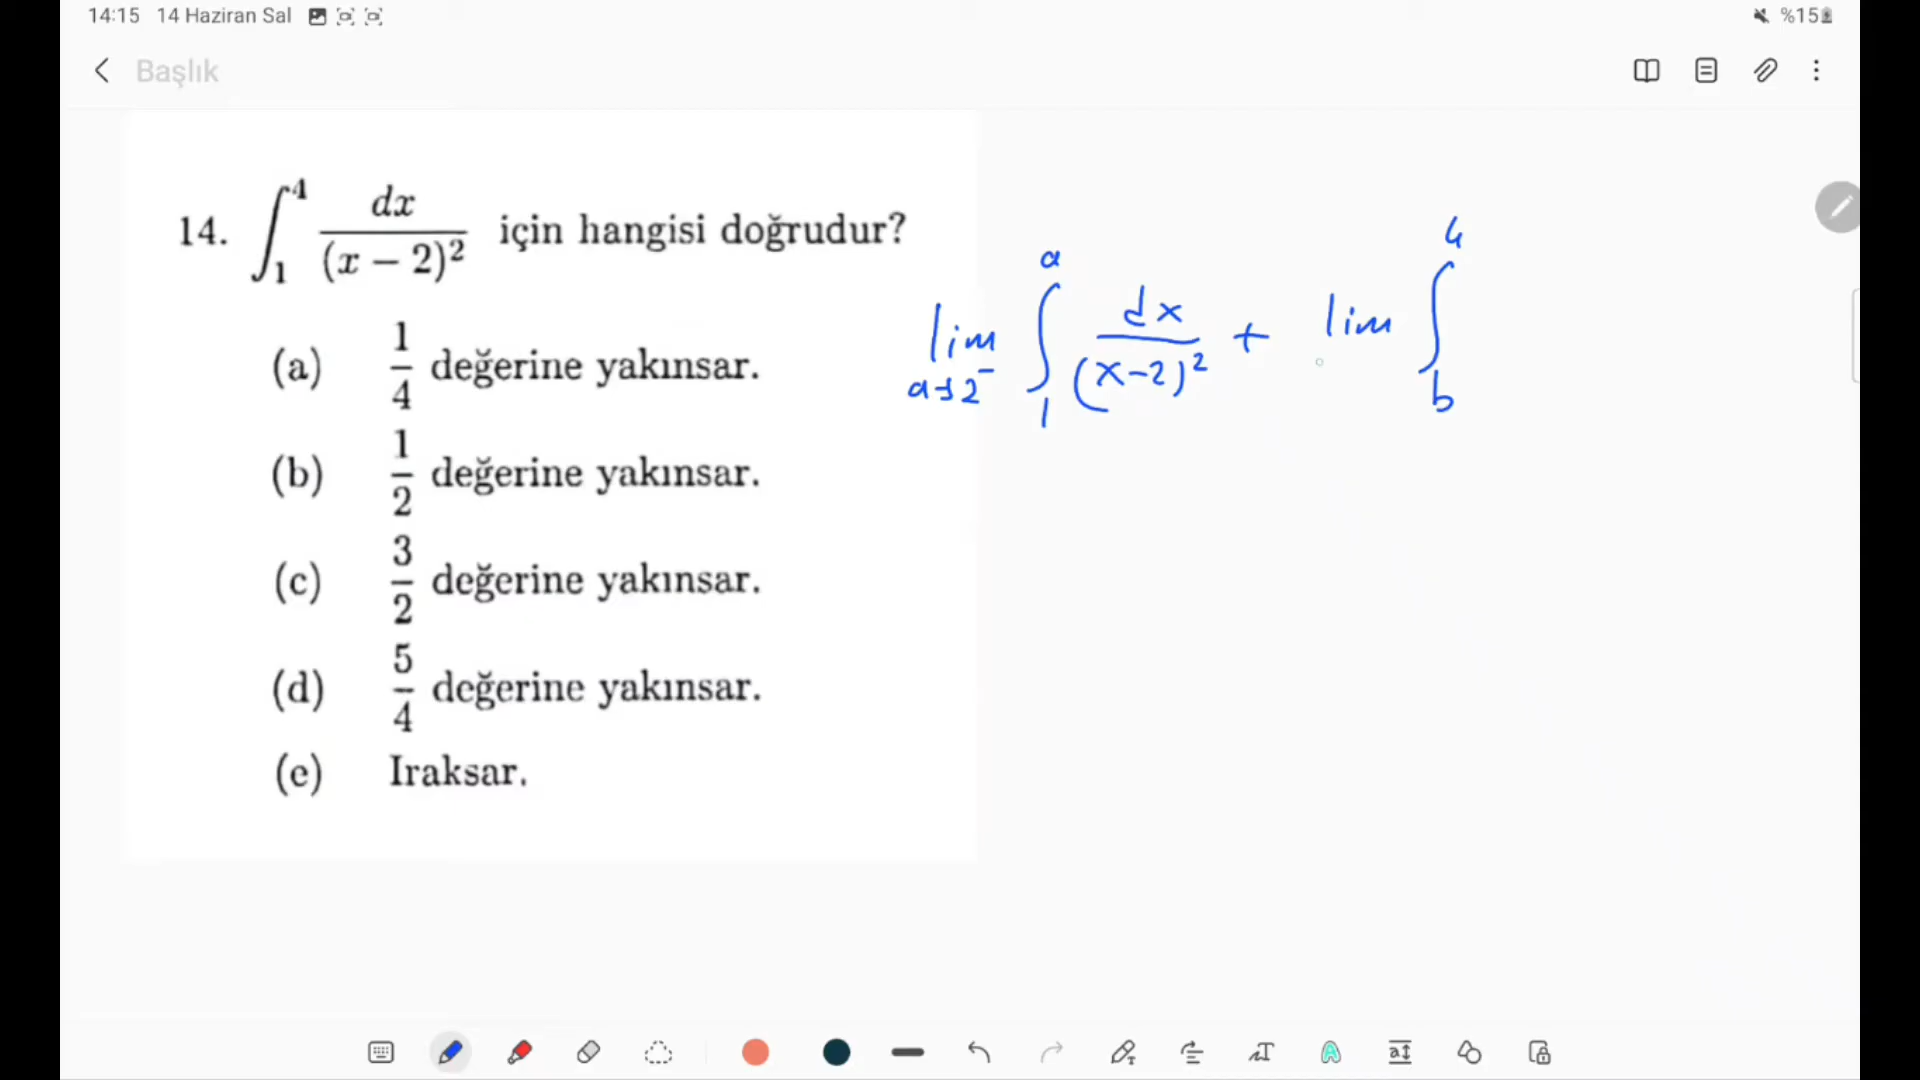 14:15 14 Haziran Sal
%15
Başlık
14. ∫₁⁴ dx/(x − 2)² için hangisi doğrudur?
(a) 1/4 değerine yakınsar.
(b) 1/2 değerine yakınsar.
(c) 3/2 değerine yakınsar.
(d) 5/4 değerine yakınsar.
(e) Iraksar.
lim a→2⁻ ∫₁ᵃ dx/(x-2)² + lim ∫_b⁴